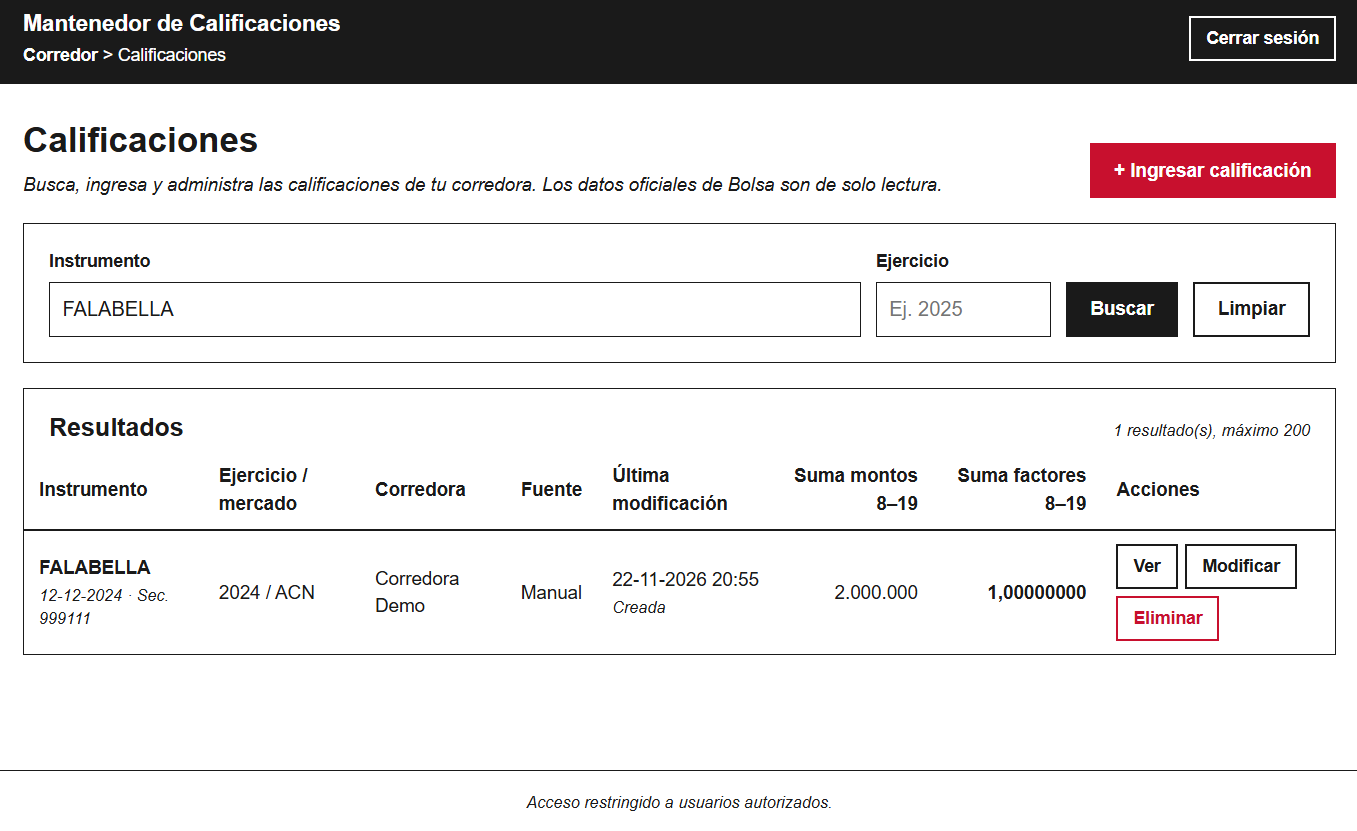 Mantenedor de Calificaciones
Corredor > Calificaciones
Cerrar sesión
Calificaciones
Busca, ingresa y administra las calificaciones de tu corredora. Los datos oficiales de Bolsa son de solo lectura.
+ Ingresar calificación
Instrumento
Ejercicio
FALABELLA
Ej. 2025
Buscar
Limpiar
Resultados
1 resultado(s), máximo 200
Instrumento
Ejercicio /
mercado
Corredora
Fuente
Última
modificación
Suma montos
8–19
Suma factores
8–19
Acciones
FALABELLA
12-12-2024 · Sec.
999111
2024 / ACN
Corredora
Demo
Manual
22-11-2026 20:55
Creada
2.000.000
1,00000000
Ver
Modificar
Eliminar
Acceso restringido a usuarios autorizados.